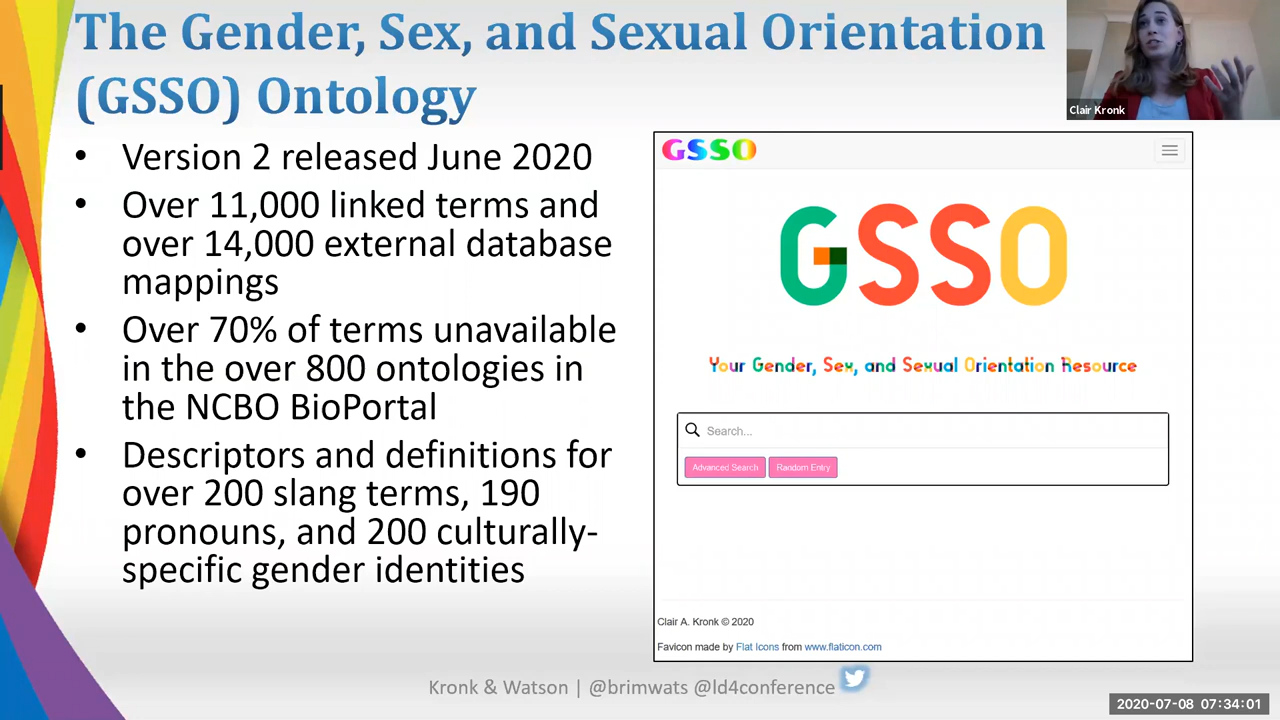 The Gender, Sex, and Sexual Orientation
(GSSO) Ontology
Clair Kronk
• Version 2 released June 2020
• Over 11,000 linked terms and
over 14,000 external database
mappings
• Over 70% of terms unavailable
in the over 800 ontologies in
the NCBO BioPortal
• Descriptors and definitions for
over 200 slang terms, 190
pronouns, and 200 culturally-
specific gender identities
GSSO
GSSO
Your Gender, Sex, and Sexual Orientation Resource
Search...
Advanced Search Random Entry
Clair A. Kronk © 2020
Favicon made by Flat Icons from www.flaticon.com
Kronk & Watson | @brimwats @ld4conference
2020-07-08 07:34:01